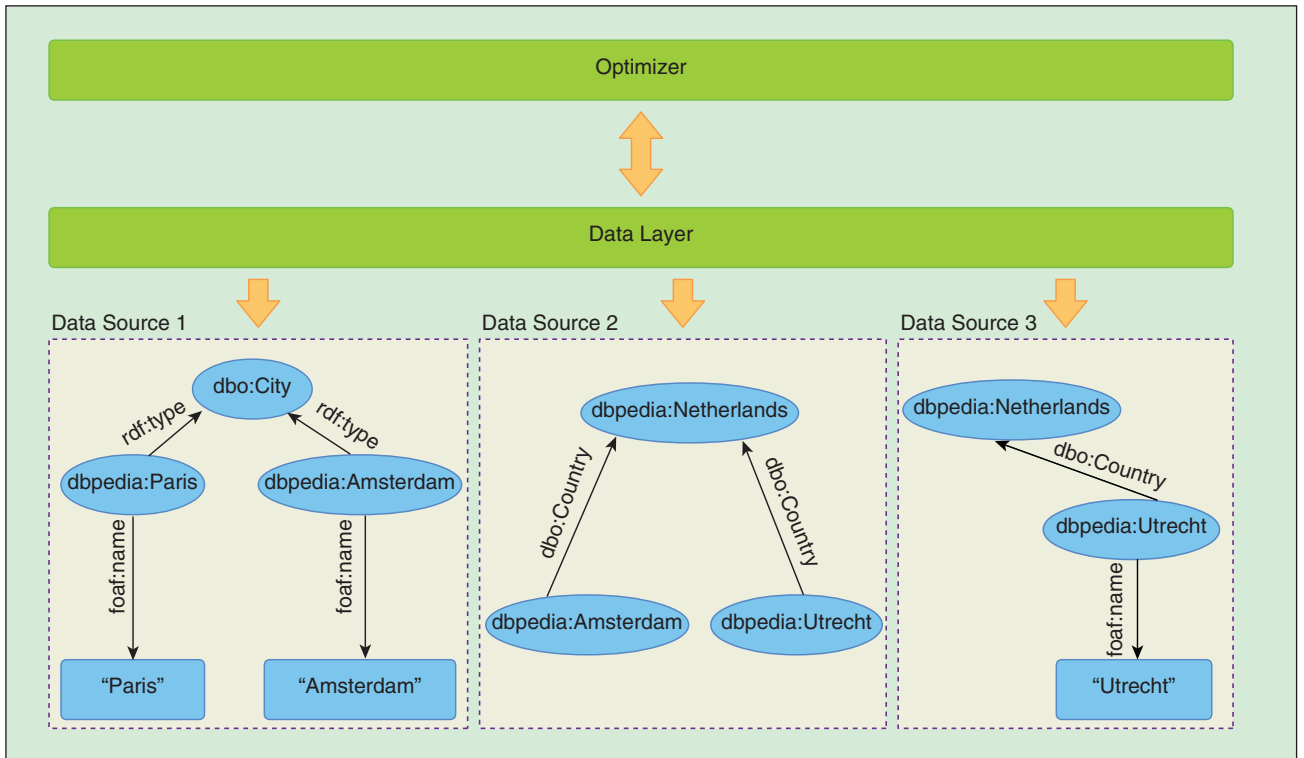 Optimizer
Data Layer
Data Source 1
dbo:City
rdf:type
rdf:type
dbpedia:Paris
dbpedia:Amsterdam
foaf:name
foaf:name
“Paris”
“Amsterdam”
Data Source 2
dbpedia:Netherlands
dbo:Country
dbo:Country
dbpedia:Amsterdam
dbpedia:Utrecht
Data Source 3
dbpedia:Netherlands
dbo:Country
dbpedia:Utrecht
foaf:name
“Utrecht”